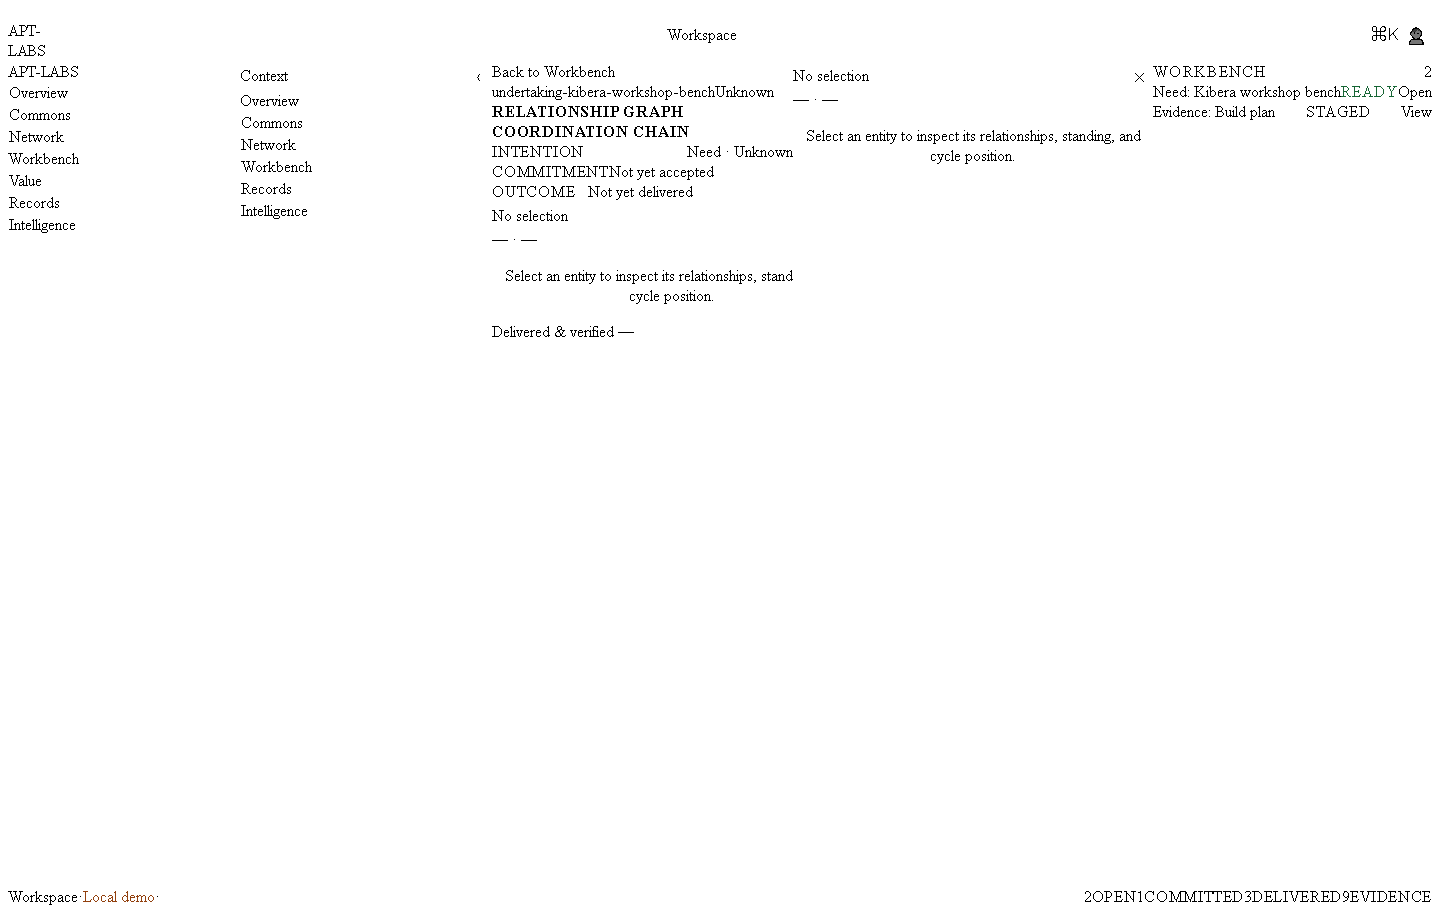 APT-
LABS
Workspace
⌘K
APT-LABS
Overview
Commons
Network
Workbench
Value
Records
Intelligence
Context
‹
Overview
Commons
Network
Workbench
Records
Intelligence
Back to Workbench
undertaking-kibera-workshop-benchUnknown
RELATIONSHIP GRAPH
COORDINATION CHAIN
INTENTION Need · Unknown
COMMITMENTNot yet accepted
OUTCOME Not yet delivered
No selection
— · —
Select an entity to inspect its relationships, stand
cycle position.
Delivered & verified —
No selection ×
— · —
Select an entity to inspect its relationships, standing, and
cycle position.
WORKBENCH 2
Need: Kibera workshop benchREADYOpen
Evidence: Build plan STAGED View
Workspace·Local demo·
2OPEN1COMMITTED3DELIVERED9EVIDENCE